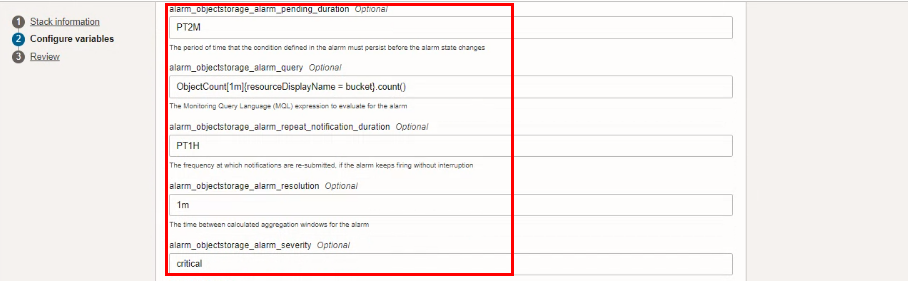 1 Stack information
2 Configure variables
3 Review
alarm_objectstorage_alarm_pending_duration Optional
PT2M
The period of time that the condition defined in the alarm must persist before the alarm state changes
alarm_objectstorage_alarm_query Optional
ObjectCount[1m]{resourceDisplayName = bucket}.count()
The Monitoring Query Language (MQL) expression to evaluate for the alarm
alarm_objectstorage_alarm_repeat_notification_duration Optional
PT1H
The frequency at which notifications are re-submitted, if the alarm keeps firing without interruption
alarm_objectstorage_alarm_resolution Optional
1m
The time between calculated aggregation windows for the alarm
alarm_objectstorage_alarm_severity Optional
critical